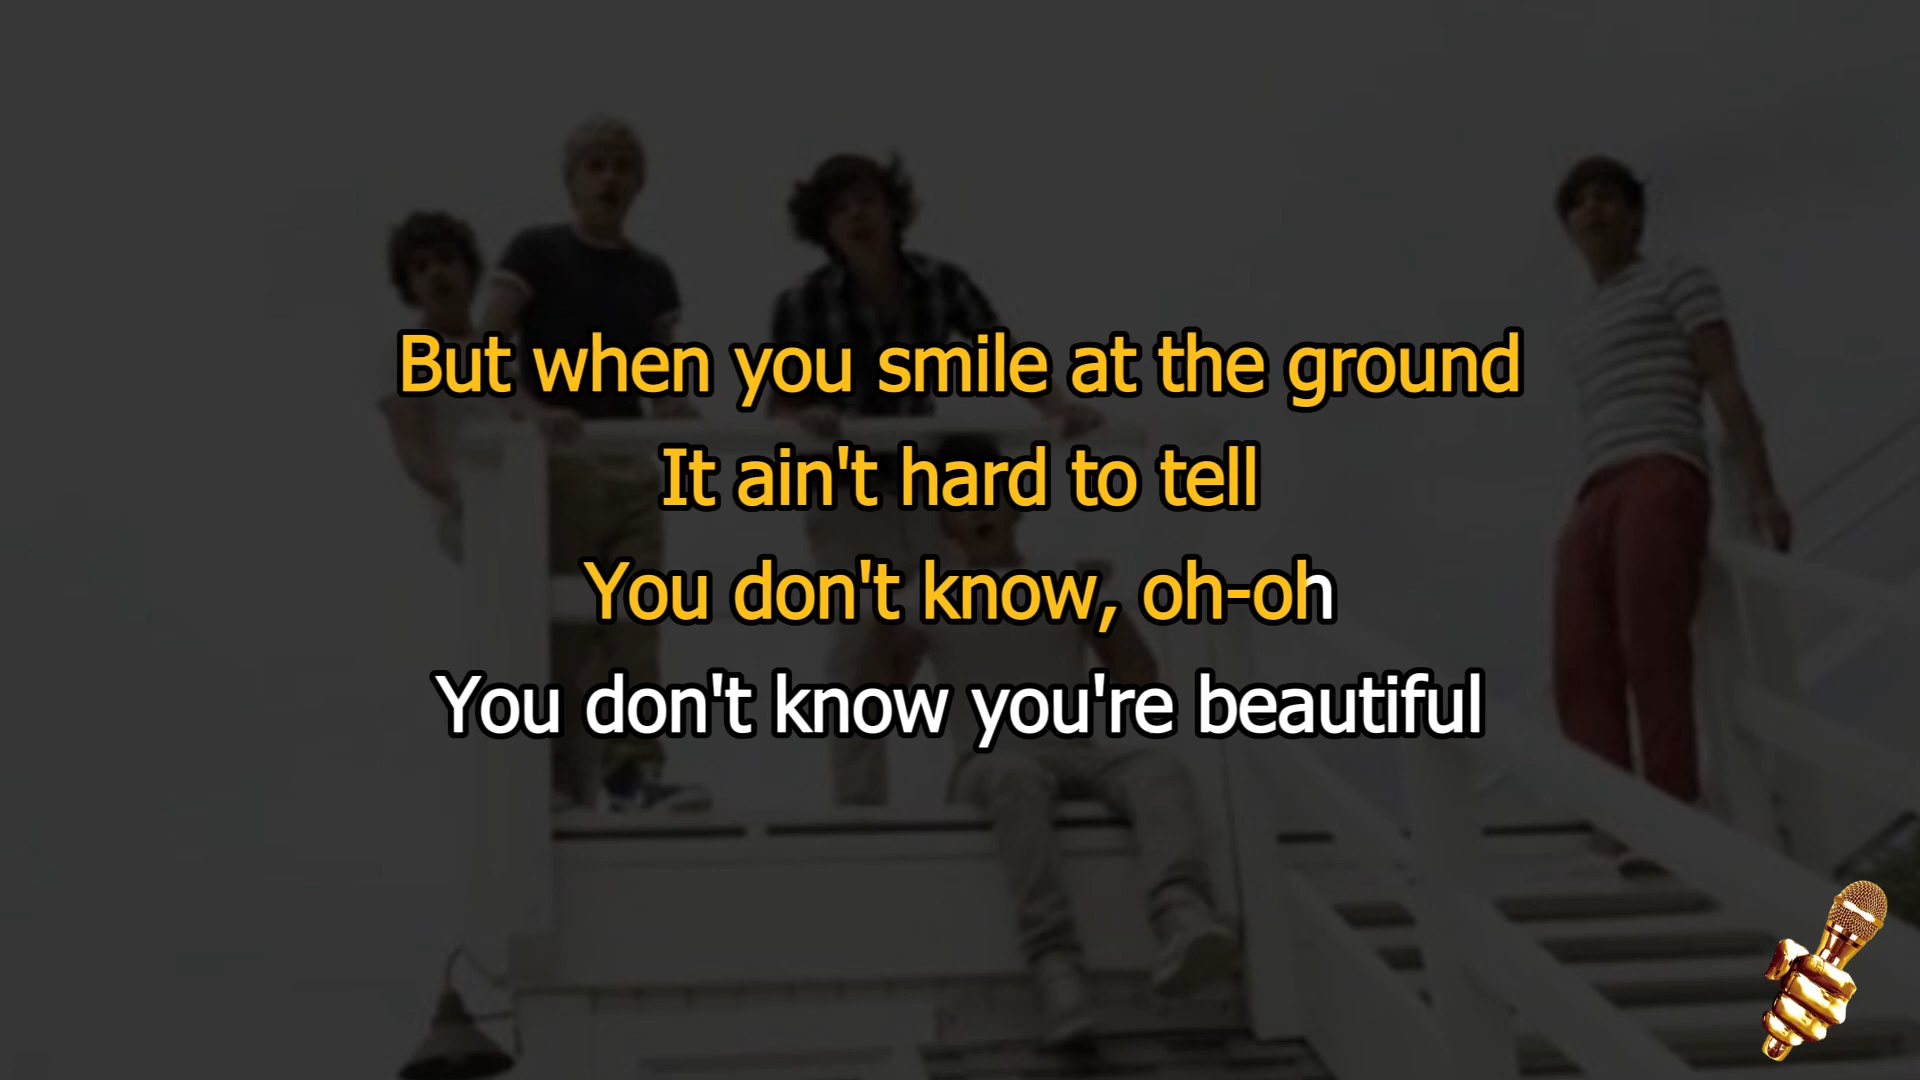 But when you smile at the ground
It ain't hard to tell
You don't know, oh-oh
You don't know you're beautiful